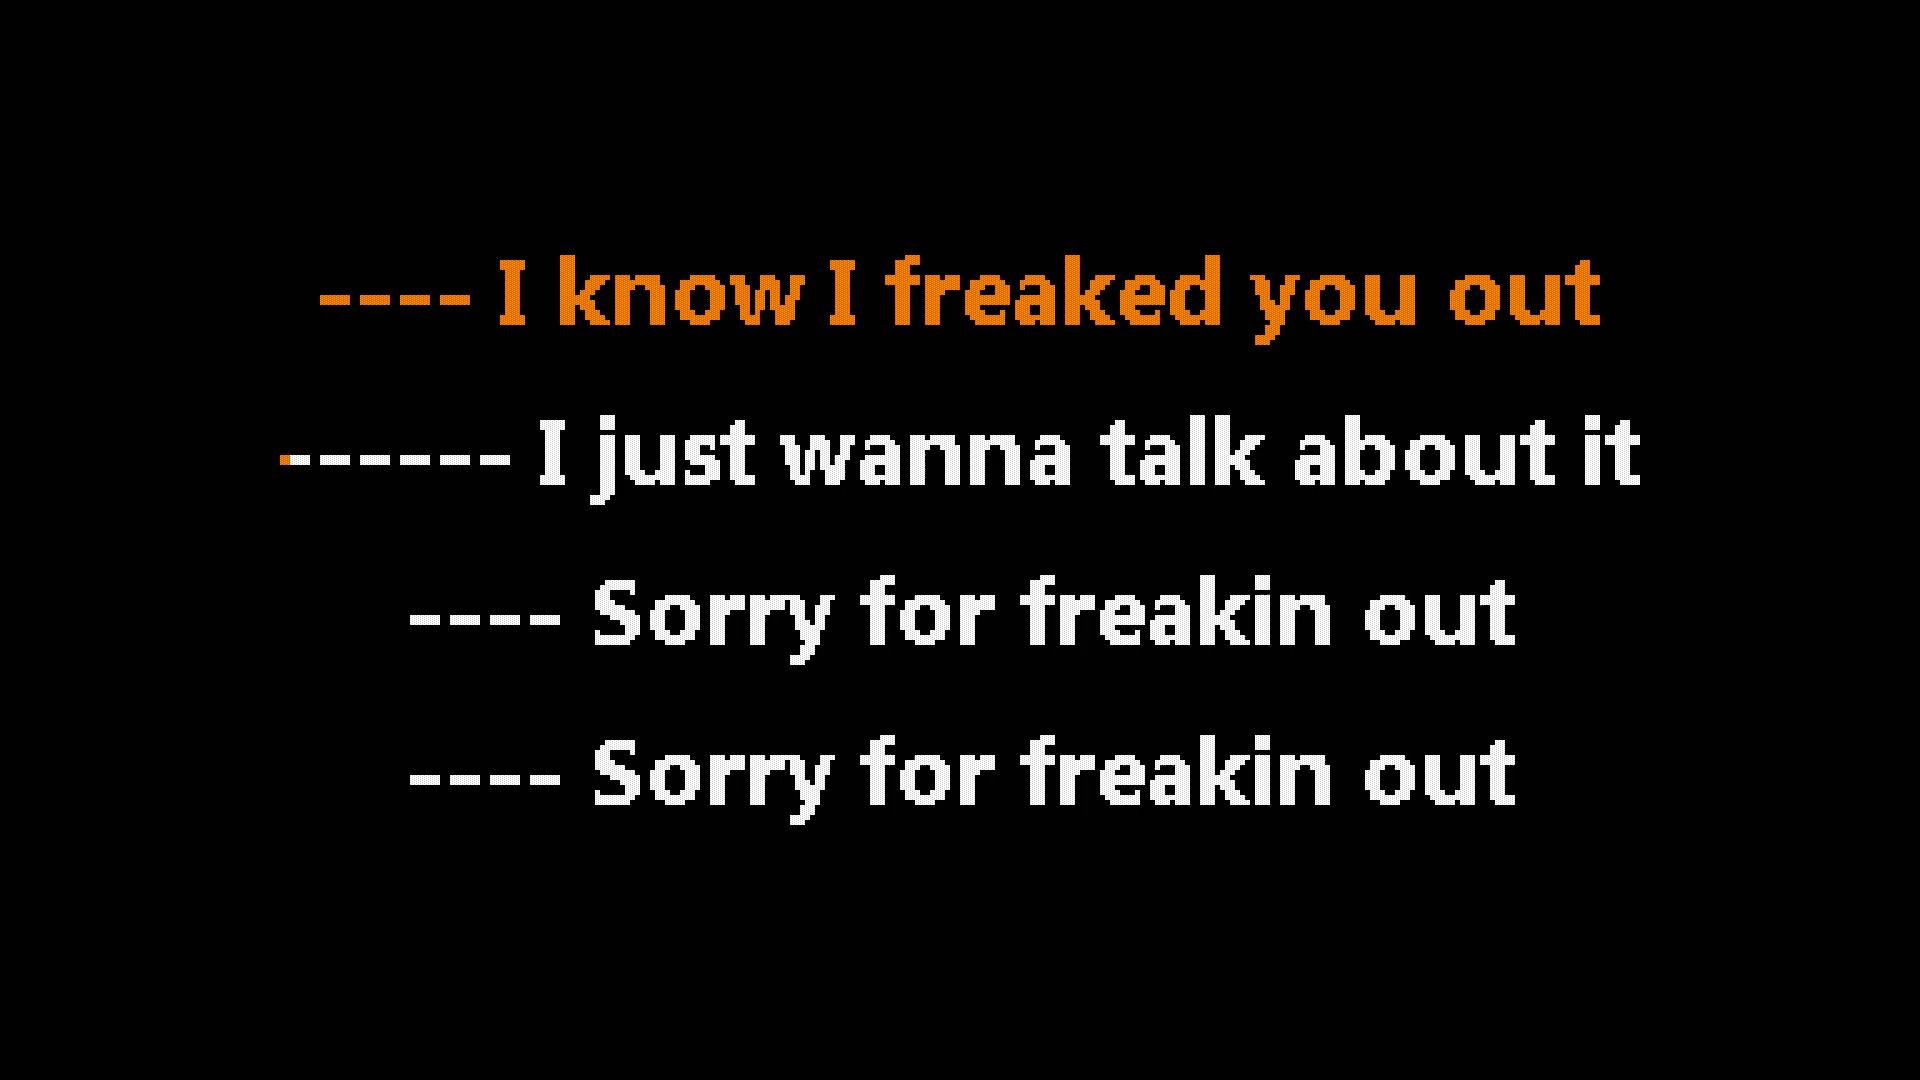 ---- I know I freaked you out
------ I just wanna talk about it
---- Sorry for freakin out
---- Sorry for freakin out